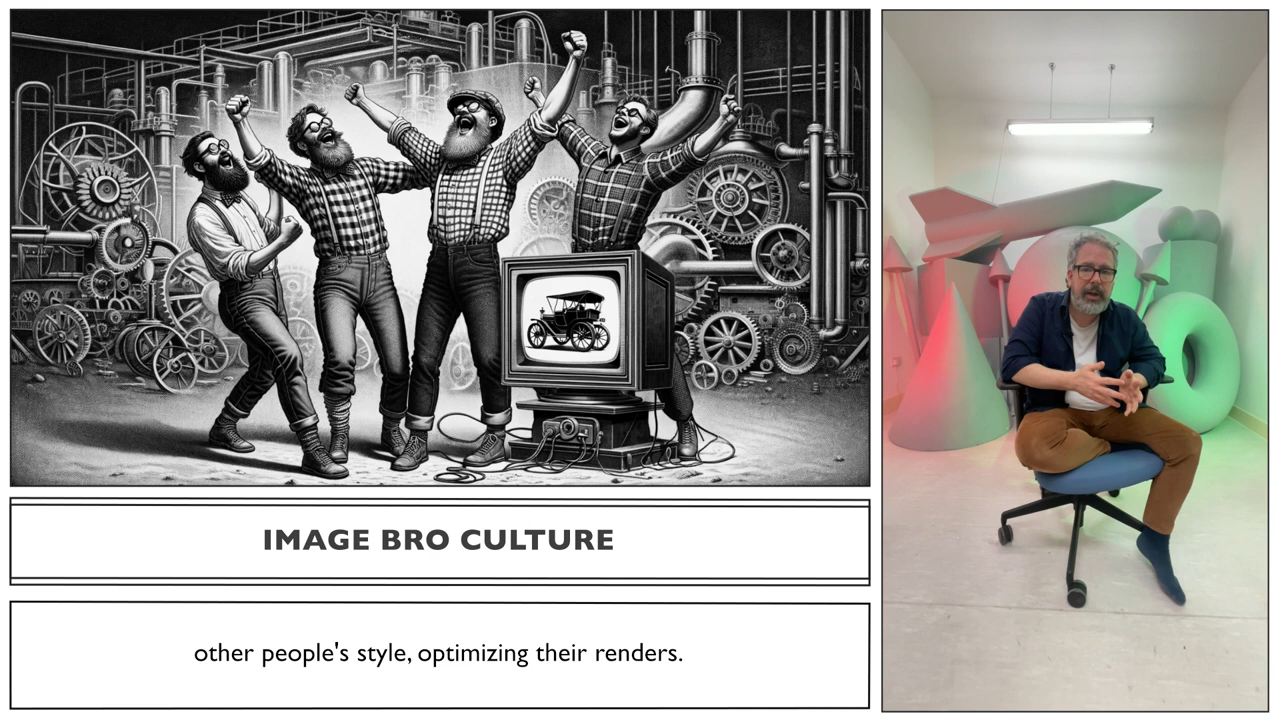 IMAGE BRO CULTURE
other people's style, optimizing their renders.